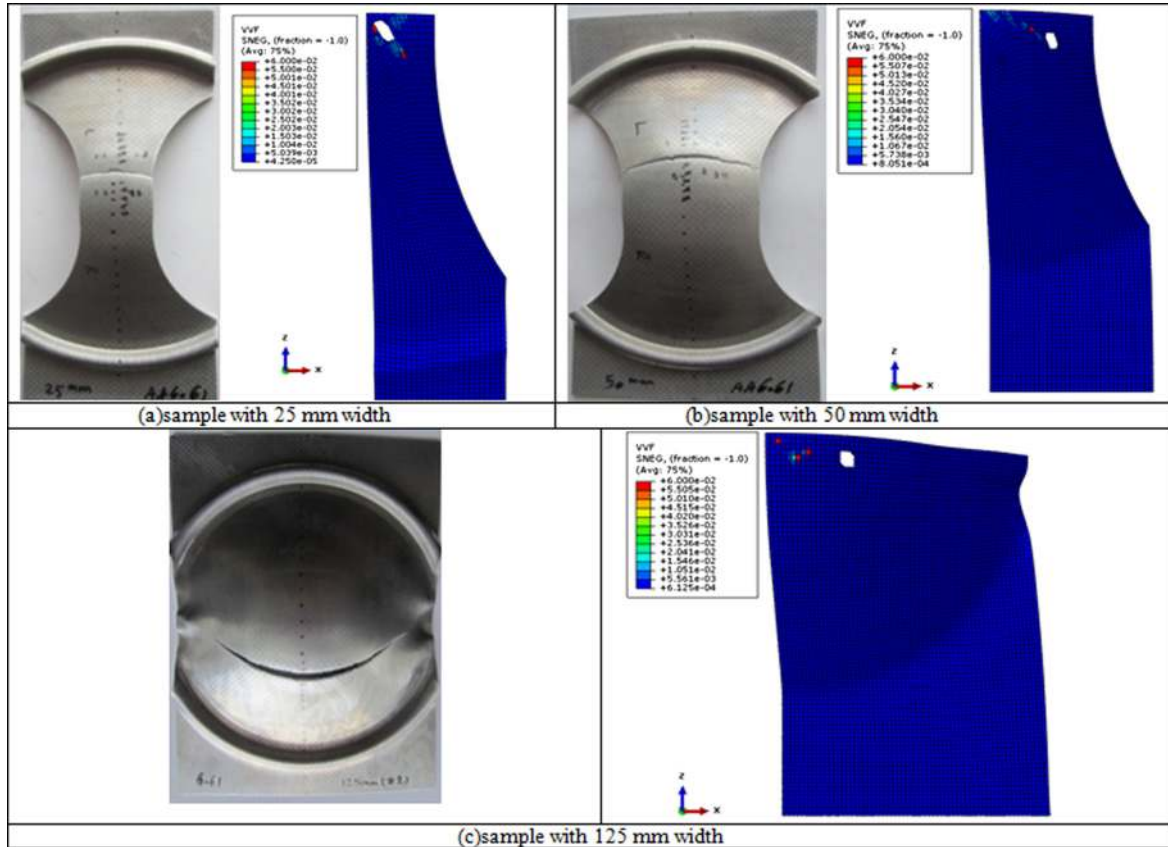 VVF
SNEG, (fraction = -1.0)
(Avg: 75%)
+6.000e-02
+5.500e-02
+5.001e-02
+4.501e-02
+4.001e-02
+3.502e-02
+3.002e-02
+2.502e-02
+2.003e-02
+1.503e-02
+1.004e-02
+5.039e-03
+4.250e-05
z
x
25 mm
AA6061
(a)sample with 25 mm width
VVF
SNEG, (fraction = -1.0)
(Avg: 75%)
+6.000e-02
+5.507e-02
+5.013e-02
+4.520e-02
+4.027e-02
+3.534e-02
+3.040e-02
+2.547e-02
+2.054e-02
+1.560e-02
+1.067e-02
+5.738e-03
+8.051e-04
z
x
50 mm
AA6061
(b)sample with 50 mm width
VVF
SNEG, (fraction = -1.0)
(Avg: 75%)
+6.000e-02
+5.505e-02
+5.010e-02
+4.515e-02
+4.020e-02
+3.526e-02
+3.031e-02
+2.536e-02
+2.041e-02
+1.546e-02
+1.051e-02
+5.561e-03
+6.125e-04
z
x
6061
(c)sample with 125 mm width